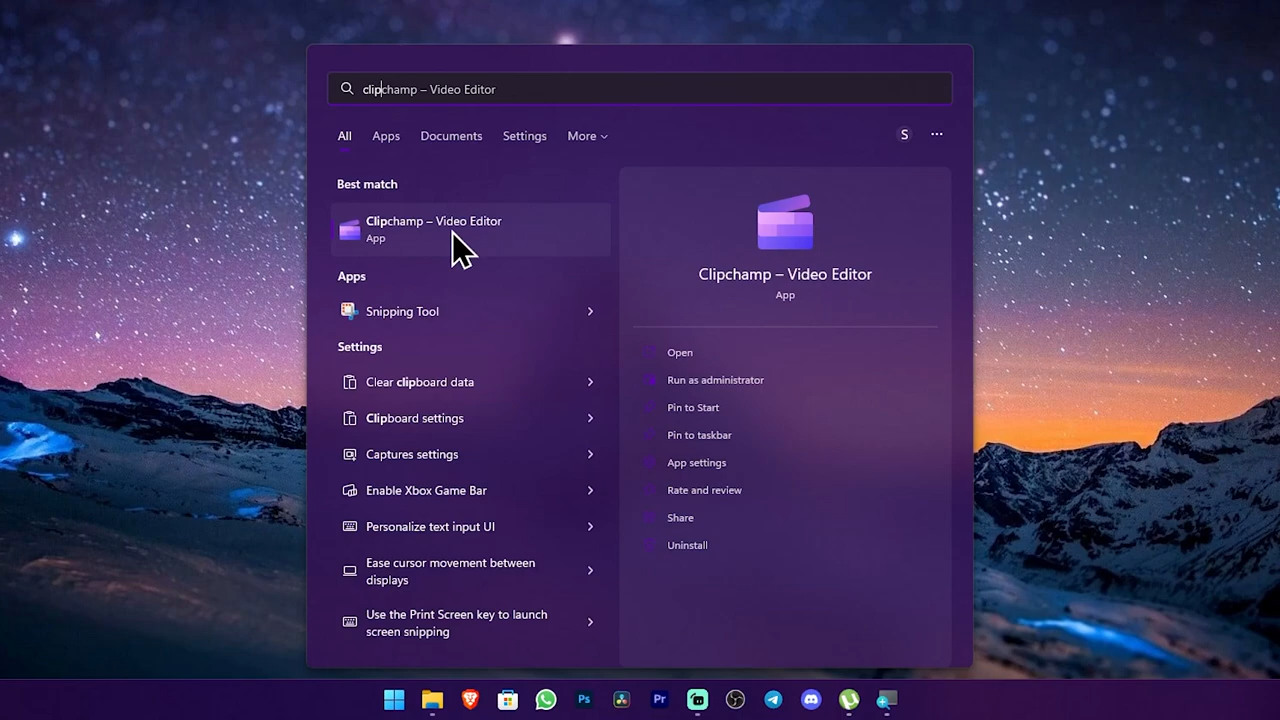 clipchamp – Video Editor
All Apps Documents Settings More S ...
Best match
Clipchamp – Video Editor
App
Apps
Snipping Tool
Settings
Clear clipboard data
Clipboard settings
Captures settings
Enable Xbox Game Bar
Personalize text input UI
Ease cursor movement between
displays
Use the Print Screen key to launch
screen snipping
Clipchamp – Video Editor
App
Open
Run as administrator
Pin to Start
Pin to taskbar
App settings
Rate and review
Share
Uninstall
Ps Pr